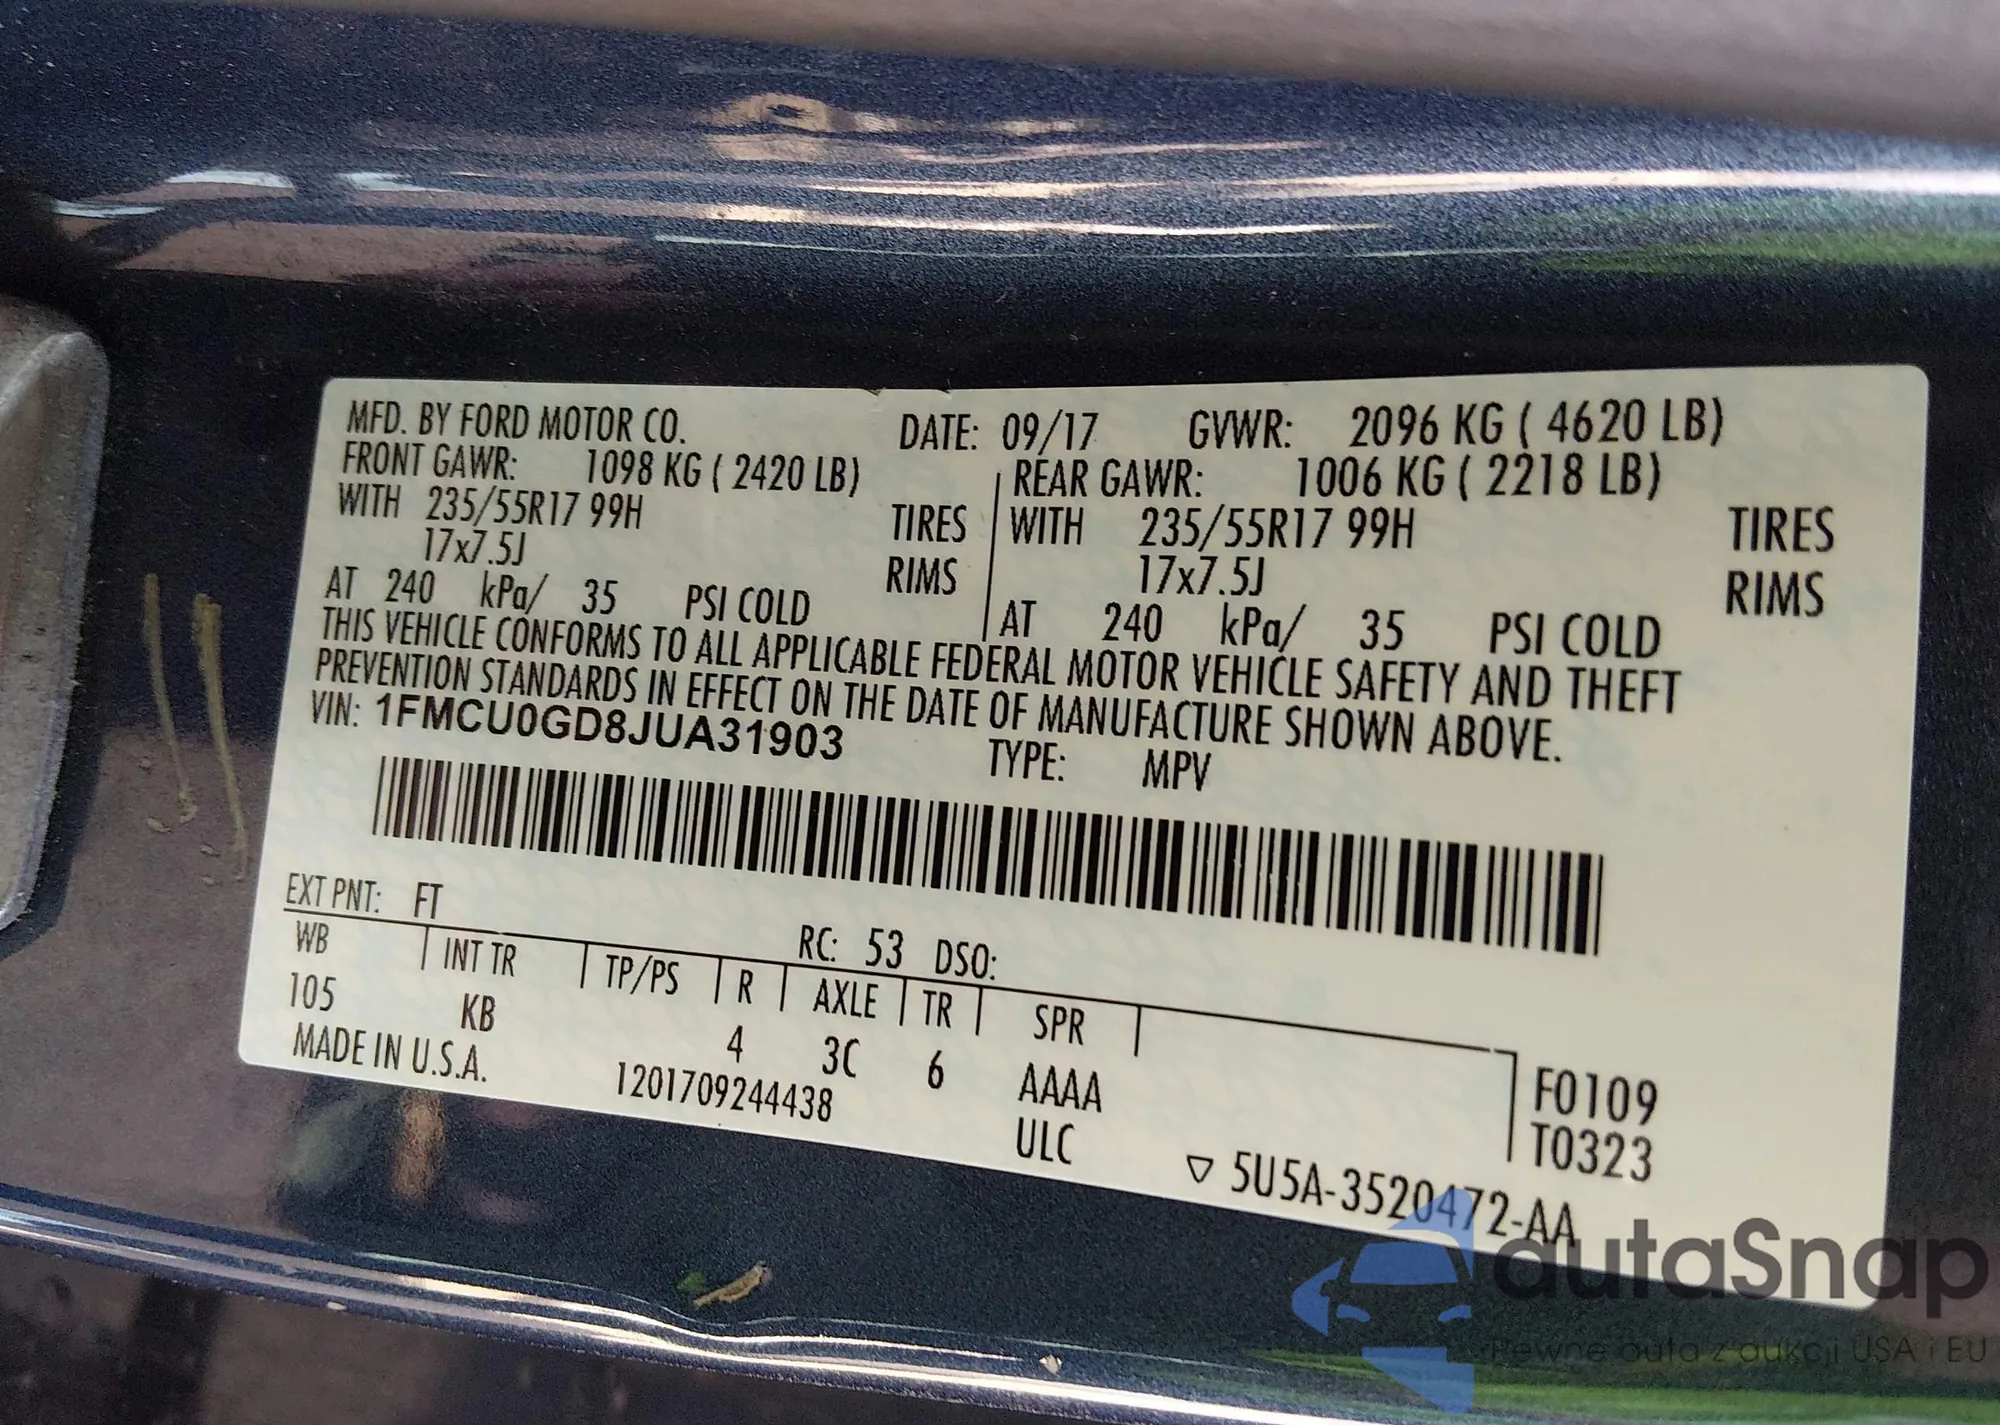 MFD. BY FORD MOTOR CO. DATE: 09/17 GVWR: 2096 KG ( 4620 LB)
FRONT GAWR: 1098 KG ( 2420 LB) REAR GAWR: 1006 KG ( 2218 LB)
WITH 235/55R17 99H TIRES WITH 235/55R17 99H TIRES
17x7.5J RIMS 17x7.5J RIMS
AT 240 kPa/ 35 PSI COLD AT 240 kPa/ 35 PSI COLD
THIS VEHICLE CONFORMS TO ALL APPLICABLE FEDERAL MOTOR VEHICLE SAFETY AND THEFT
PREVENTION STANDARDS IN EFFECT ON THE DATE OF MANUFACTURE SHOWN ABOVE.
VIN: 1FMCU0GD8JUA31903 TYPE: MPV
EXT PNT: FT RC: 53 DSO:
WB INT TR TP/PS R AXLE TR SPR
105 KB 4 3C 6 AAAA F0109
MADE IN U.S.A. 1201709244438 ULC T0323
▽ 5U5A-3520472-AA
autaSnap
Pewne auta z aukcji USA i EU